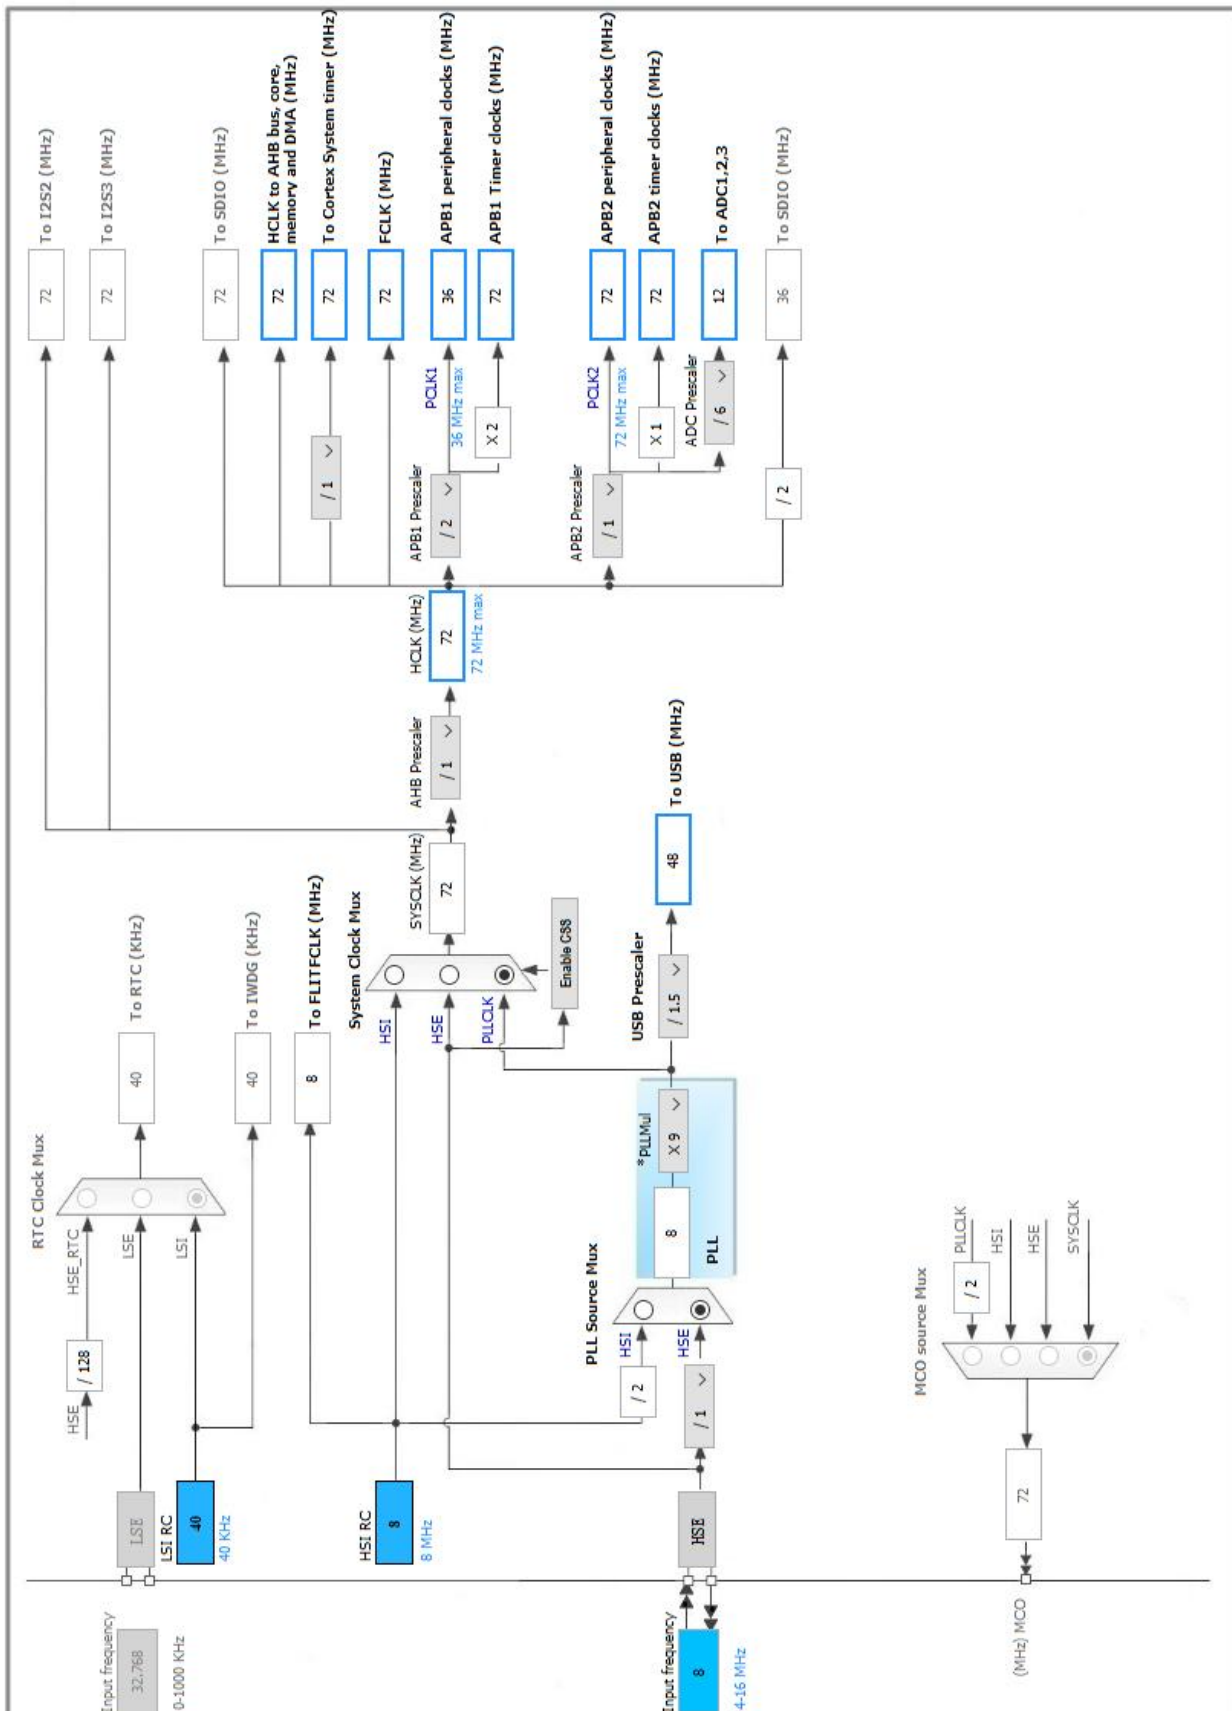 Input frequency
32.768
0-1000 KHz
LSE
LSI RC
40
40 KHz
HSE
/ 128
HSE_RTC
LSE
LSI
RTC Clock Mux
40
To RTC (KHz)
40
To IWDG (KHz)
8
To FLITFCLK (MHz)
HSI RC
8
8 MHz
System Clock Mux
HSI
HSE
PLLCLK
Enable CSS
SYSCLK (MHz)
72
AHB Prescaler
/ 1
HCLK (MHz)
72
72 MHz max
72
To I2S2 (MHz)
72
To I2S3 (MHz)
72
To SDIO (MHz)
72
HCLK to AHB bus, core,
memory and DMA (MHz)
/ 1
72
To Cortex System timer (MHz)
72
FCLK (MHz)
APB1 Prescaler
/ 2
PCLK1
36 MHz max
36
APB1 peripheral clocks (MHz)
X 2
72
APB1 Timer clocks (MHz)
APB2 Prescaler
/ 1
PCLK2
72 MHz max
72
APB2 peripheral clocks (MHz)
X 1
72
APB2 timer clocks (MHz)
ADC Prescaler
/ 6
12
To ADC1,2,3
/ 2
36
To SDIO (MHz)
Input frequency
8
4-16 MHz
HSE
/ 2
/ 1
PLL Source Mux
HSI
HSE
8
*PLLMul
X 9
PLL
USB Prescaler
/ 1.5
48
To USB (MHz)
(MHz) MCO
72
MCO source Mux
/ 2
PLLCLK
HSI
HSE
SYSCLK